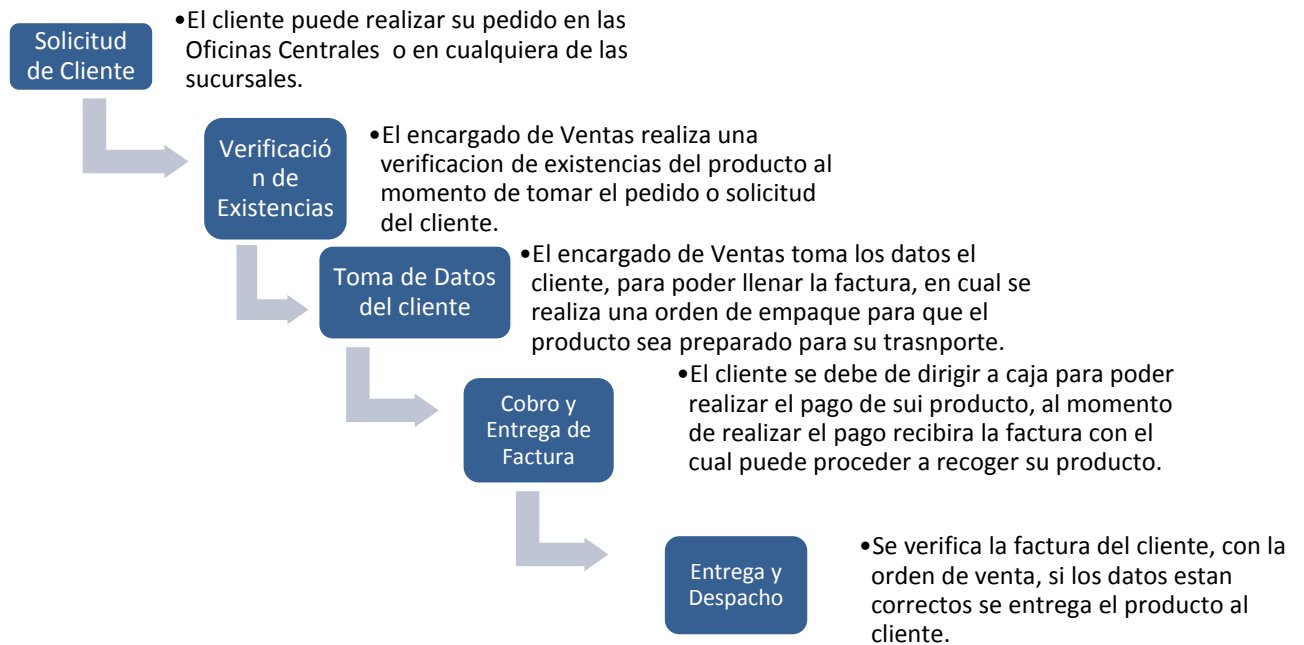 Solicitud
de Cliente
•El cliente puede realizar su pedido en las
Oficinas Centrales o en cualquiera de las
sucursales.
Verificació
n de
Existencias
•El encargado de Ventas realiza una
verificacion de existencias del producto al
momento de tomar el pedido o solicitud
del cliente.
Toma de Datos
del cliente
•El encargado de Ventas toma los datos el
cliente, para poder llenar la factura, en cual se
realiza una orden de empaque para que el
producto sea preparado para su trasnporte.
Cobro y
Entrega de
Factura
•El cliente se debe de dirigir a caja para poder
realizar el pago de sui producto, al momento
de realizar el pago recibira la factura con el
cual puede proceder a recoger su producto.
Entrega y
Despacho
•Se verifica la factura del cliente, con la
orden de venta, si los datos estan
correctos se entrega el producto al
cliente.